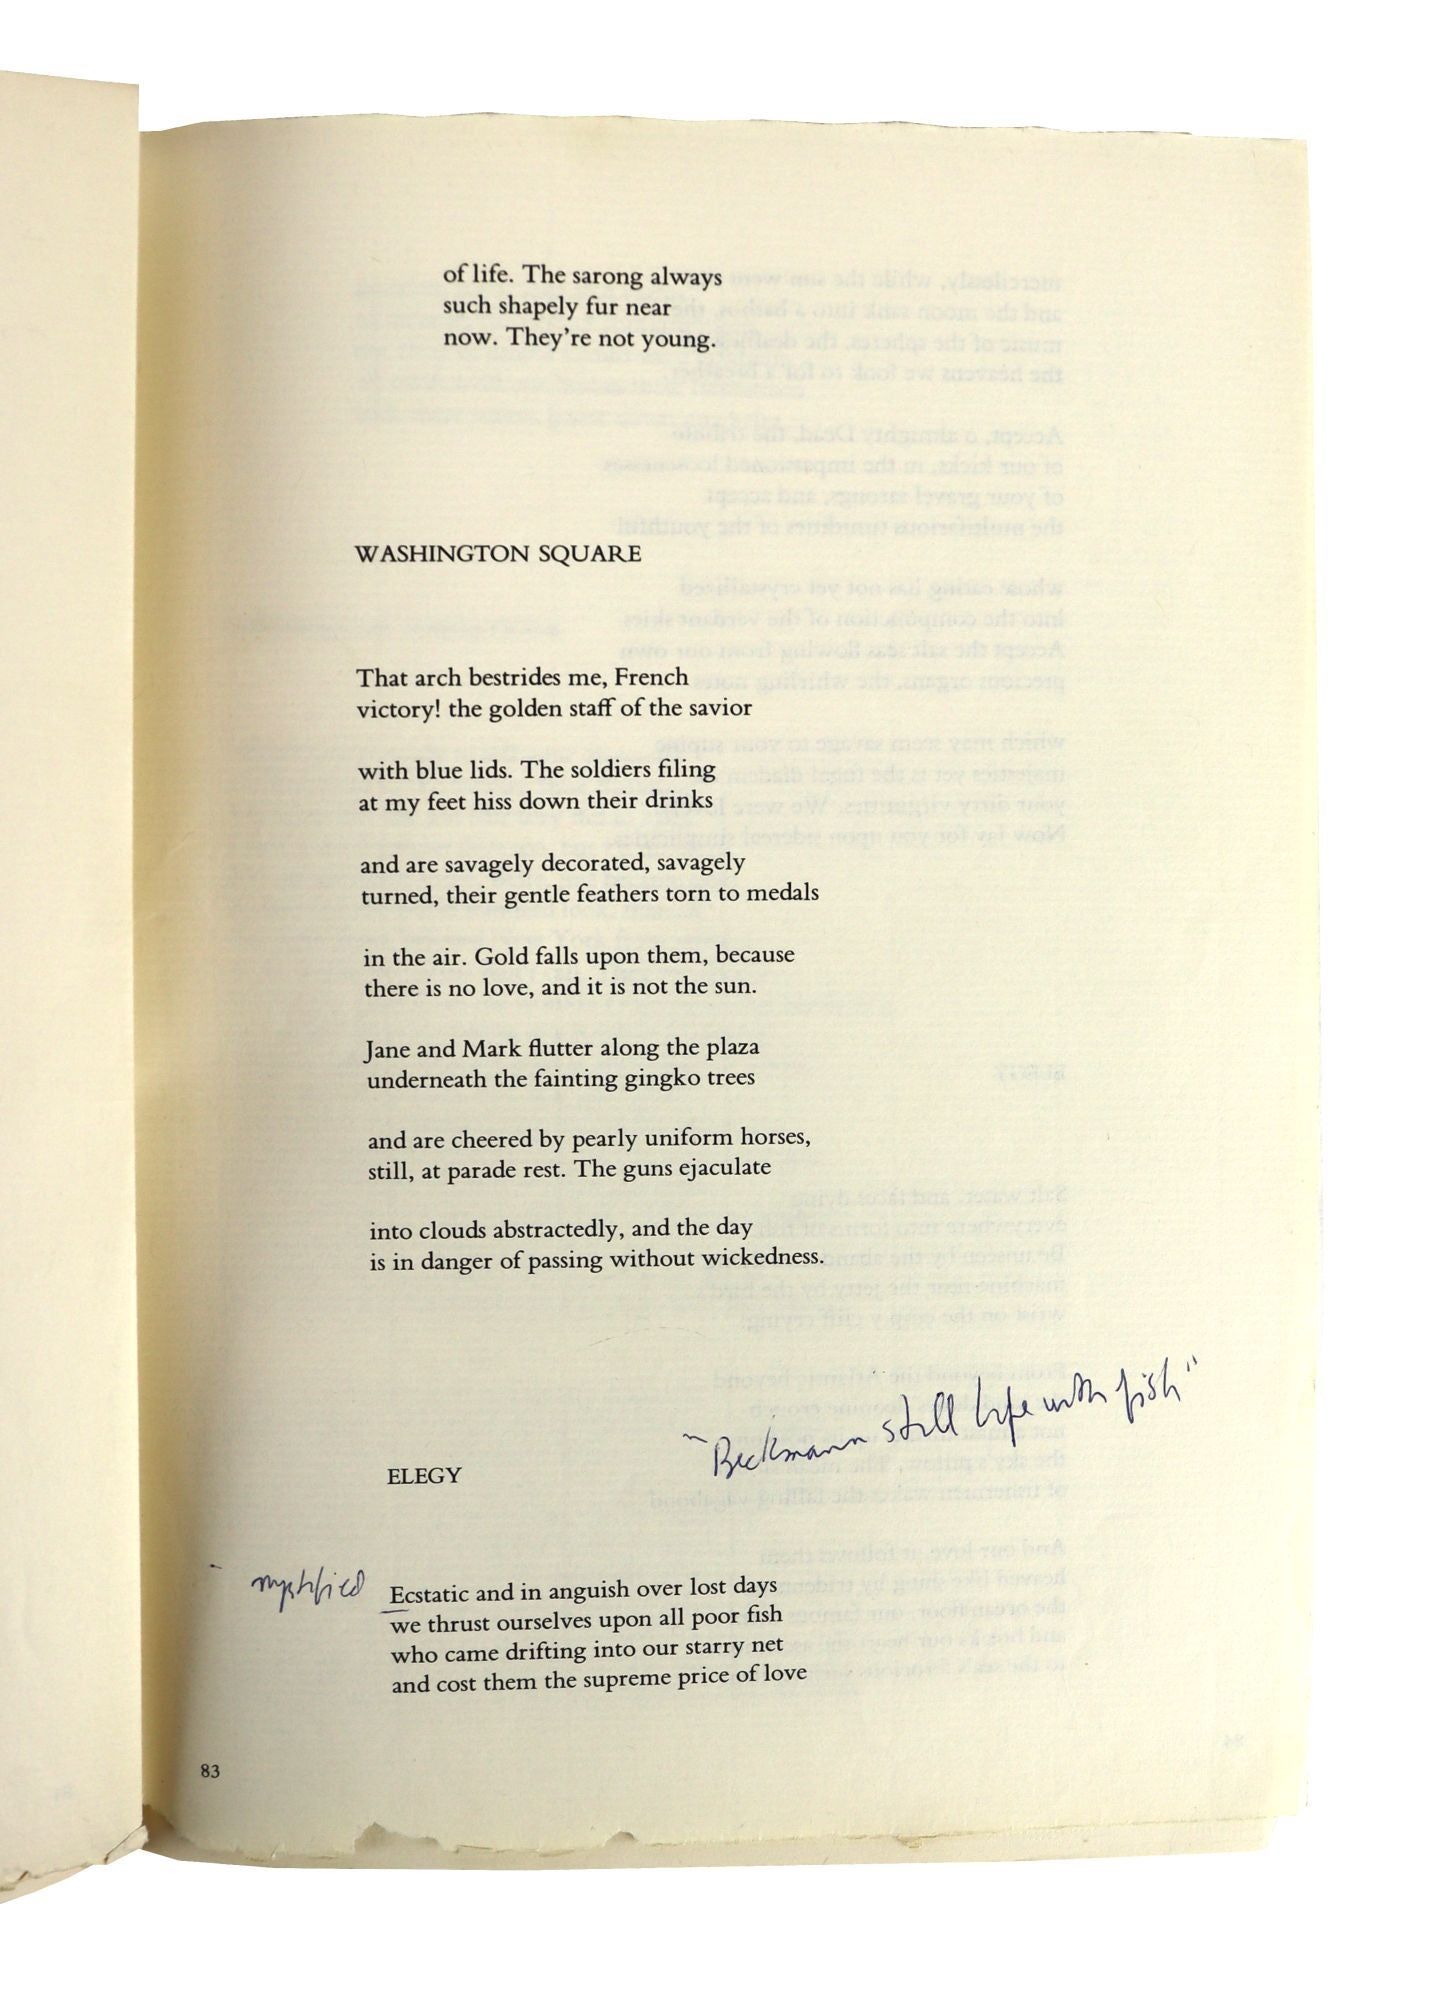 of life. The sarong always
such shapely fur near
now. They're not young.
WASHINGTON SQUARE
That arch bestrides me, French
victory! the golden staff of the savior
with blue lids. The soldiers filing
at my feet hiss down their drinks
and are savagely decorated, savagely
turned, their gentle feathers torn to medals
in the air. Gold falls upon them, because
there is no love, and it is not the sun.
Jane and Mark flutter along the plaza
underneath the fainting gingko trees
and are cheered by pearly uniform horses,
still, at parade rest. The guns ejaculate
into clouds abstractedly, and the day
is in danger of passing without wickedness.
"Beckmann still life with fish"
ELEGY
mystified
Ecstatic and in anguish over lost days
we thrust ourselves upon all poor fish
who came drifting into our starry net
and cost them the supreme price of love
83